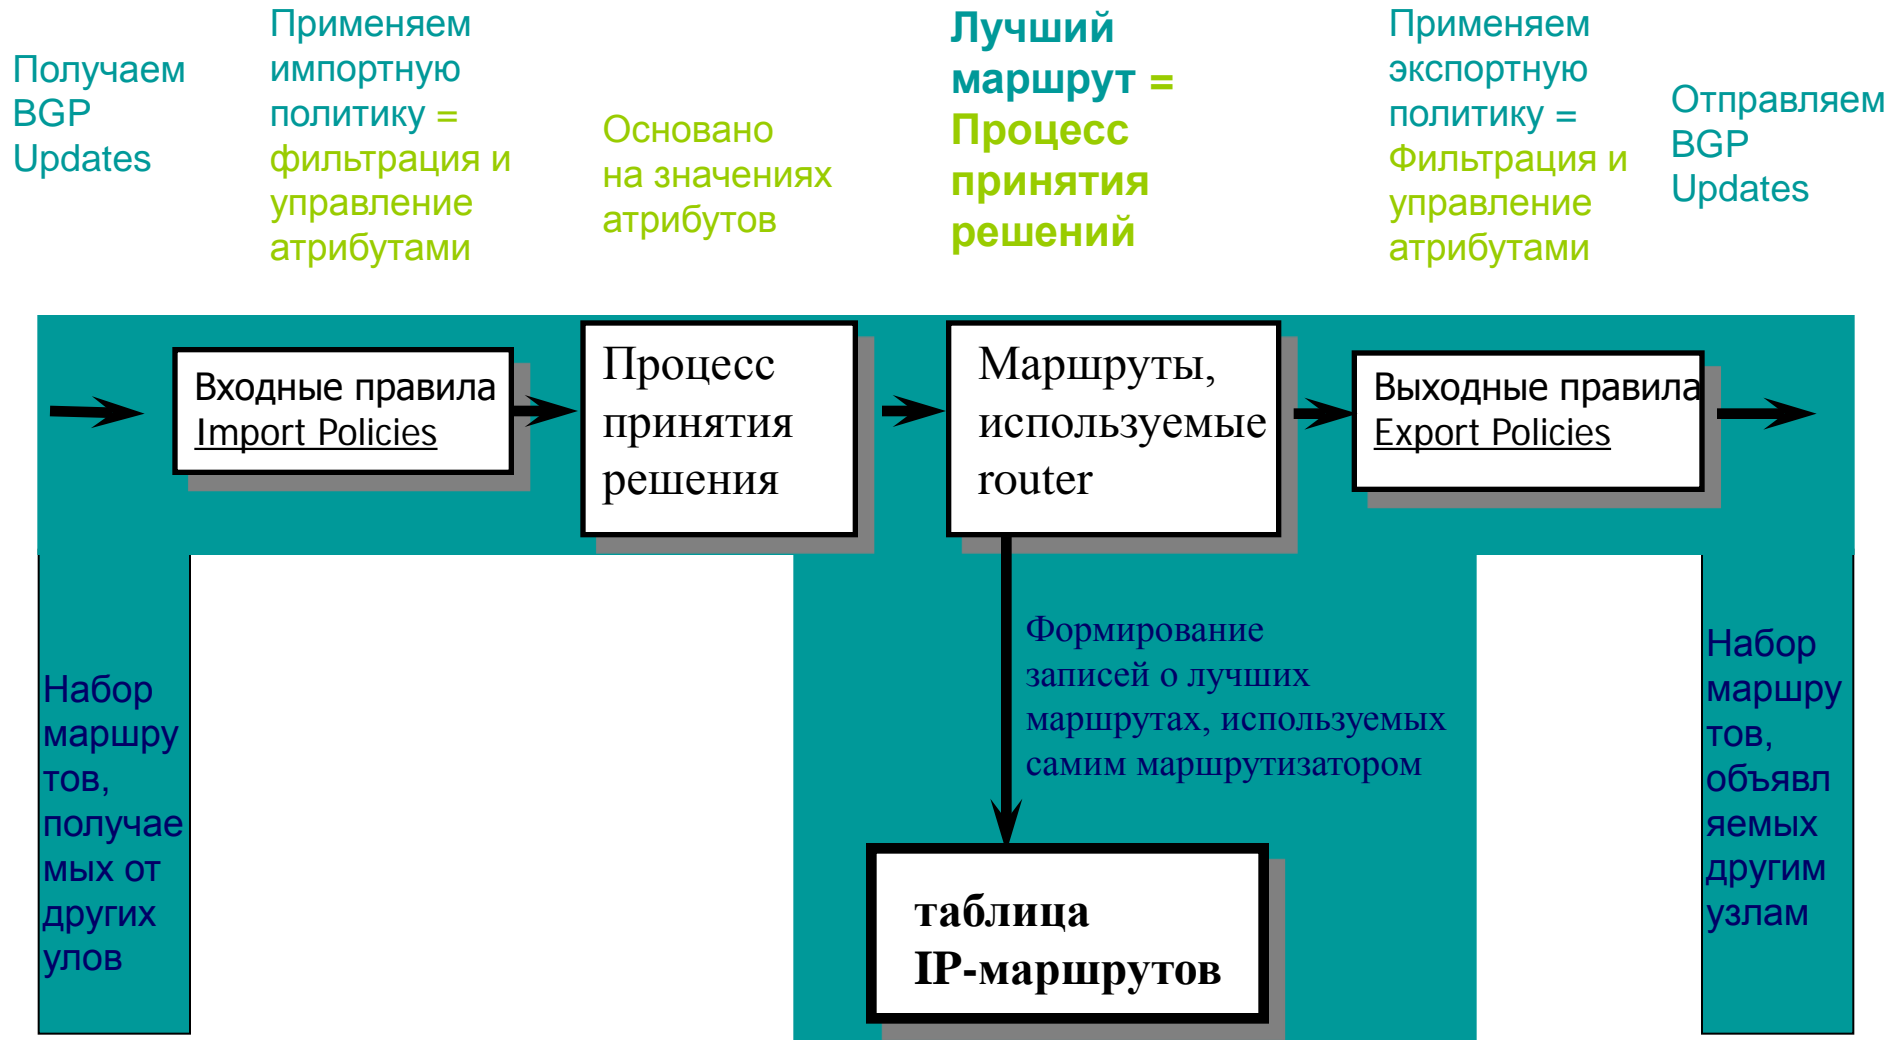 Получаем
BGP
Updates
Применяем
импортную
политику =
фильтрация и
управление
атрибутами
Основано
на значениях
атрибутов
Лучший
маршрут =
Процесс
принятия
решений
Применяем
экспортную
политику =
Фильтрация и
управление
атрибутами
Отправляем
BGP
Updates
Входные правила
Import Policies
Процесс
принятия
решения
Маршруты,
используемые
router
Выходные правила
Export Policies
Набор
маршру
тов,
получае
мых от
других
улов
Формирование
записей о лучших
маршрутах, используемых
самим маршрутизатором
таблица
IP-маршрутов
Набор
маршру
тов,
объявл
яемых
другим
узлам